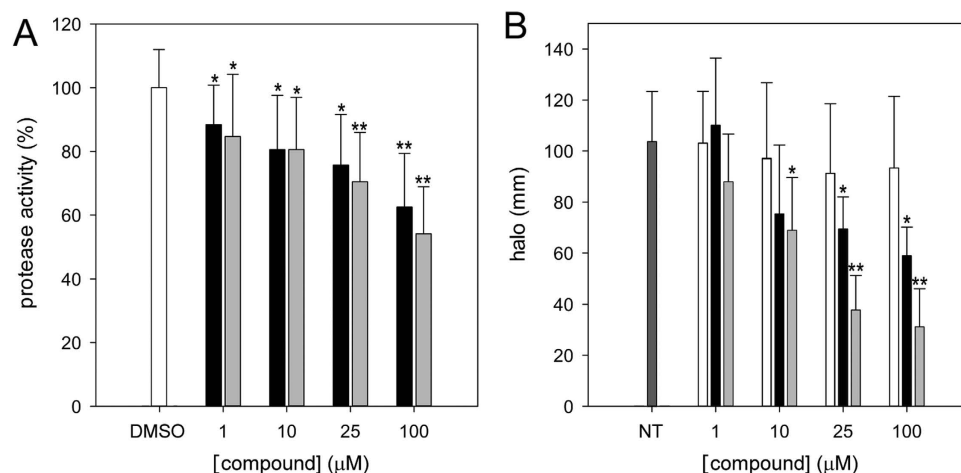 A
protease activity (%)
120
100
80
60
40
20
0
* * * * * ** ** **
DMSO 1 10 25 100
[compound] (μM)
B
halo (mm)
140
120
100
80
60
40
20
0
* * ** * **
NT 1 10 25 100
[compound] (μM)